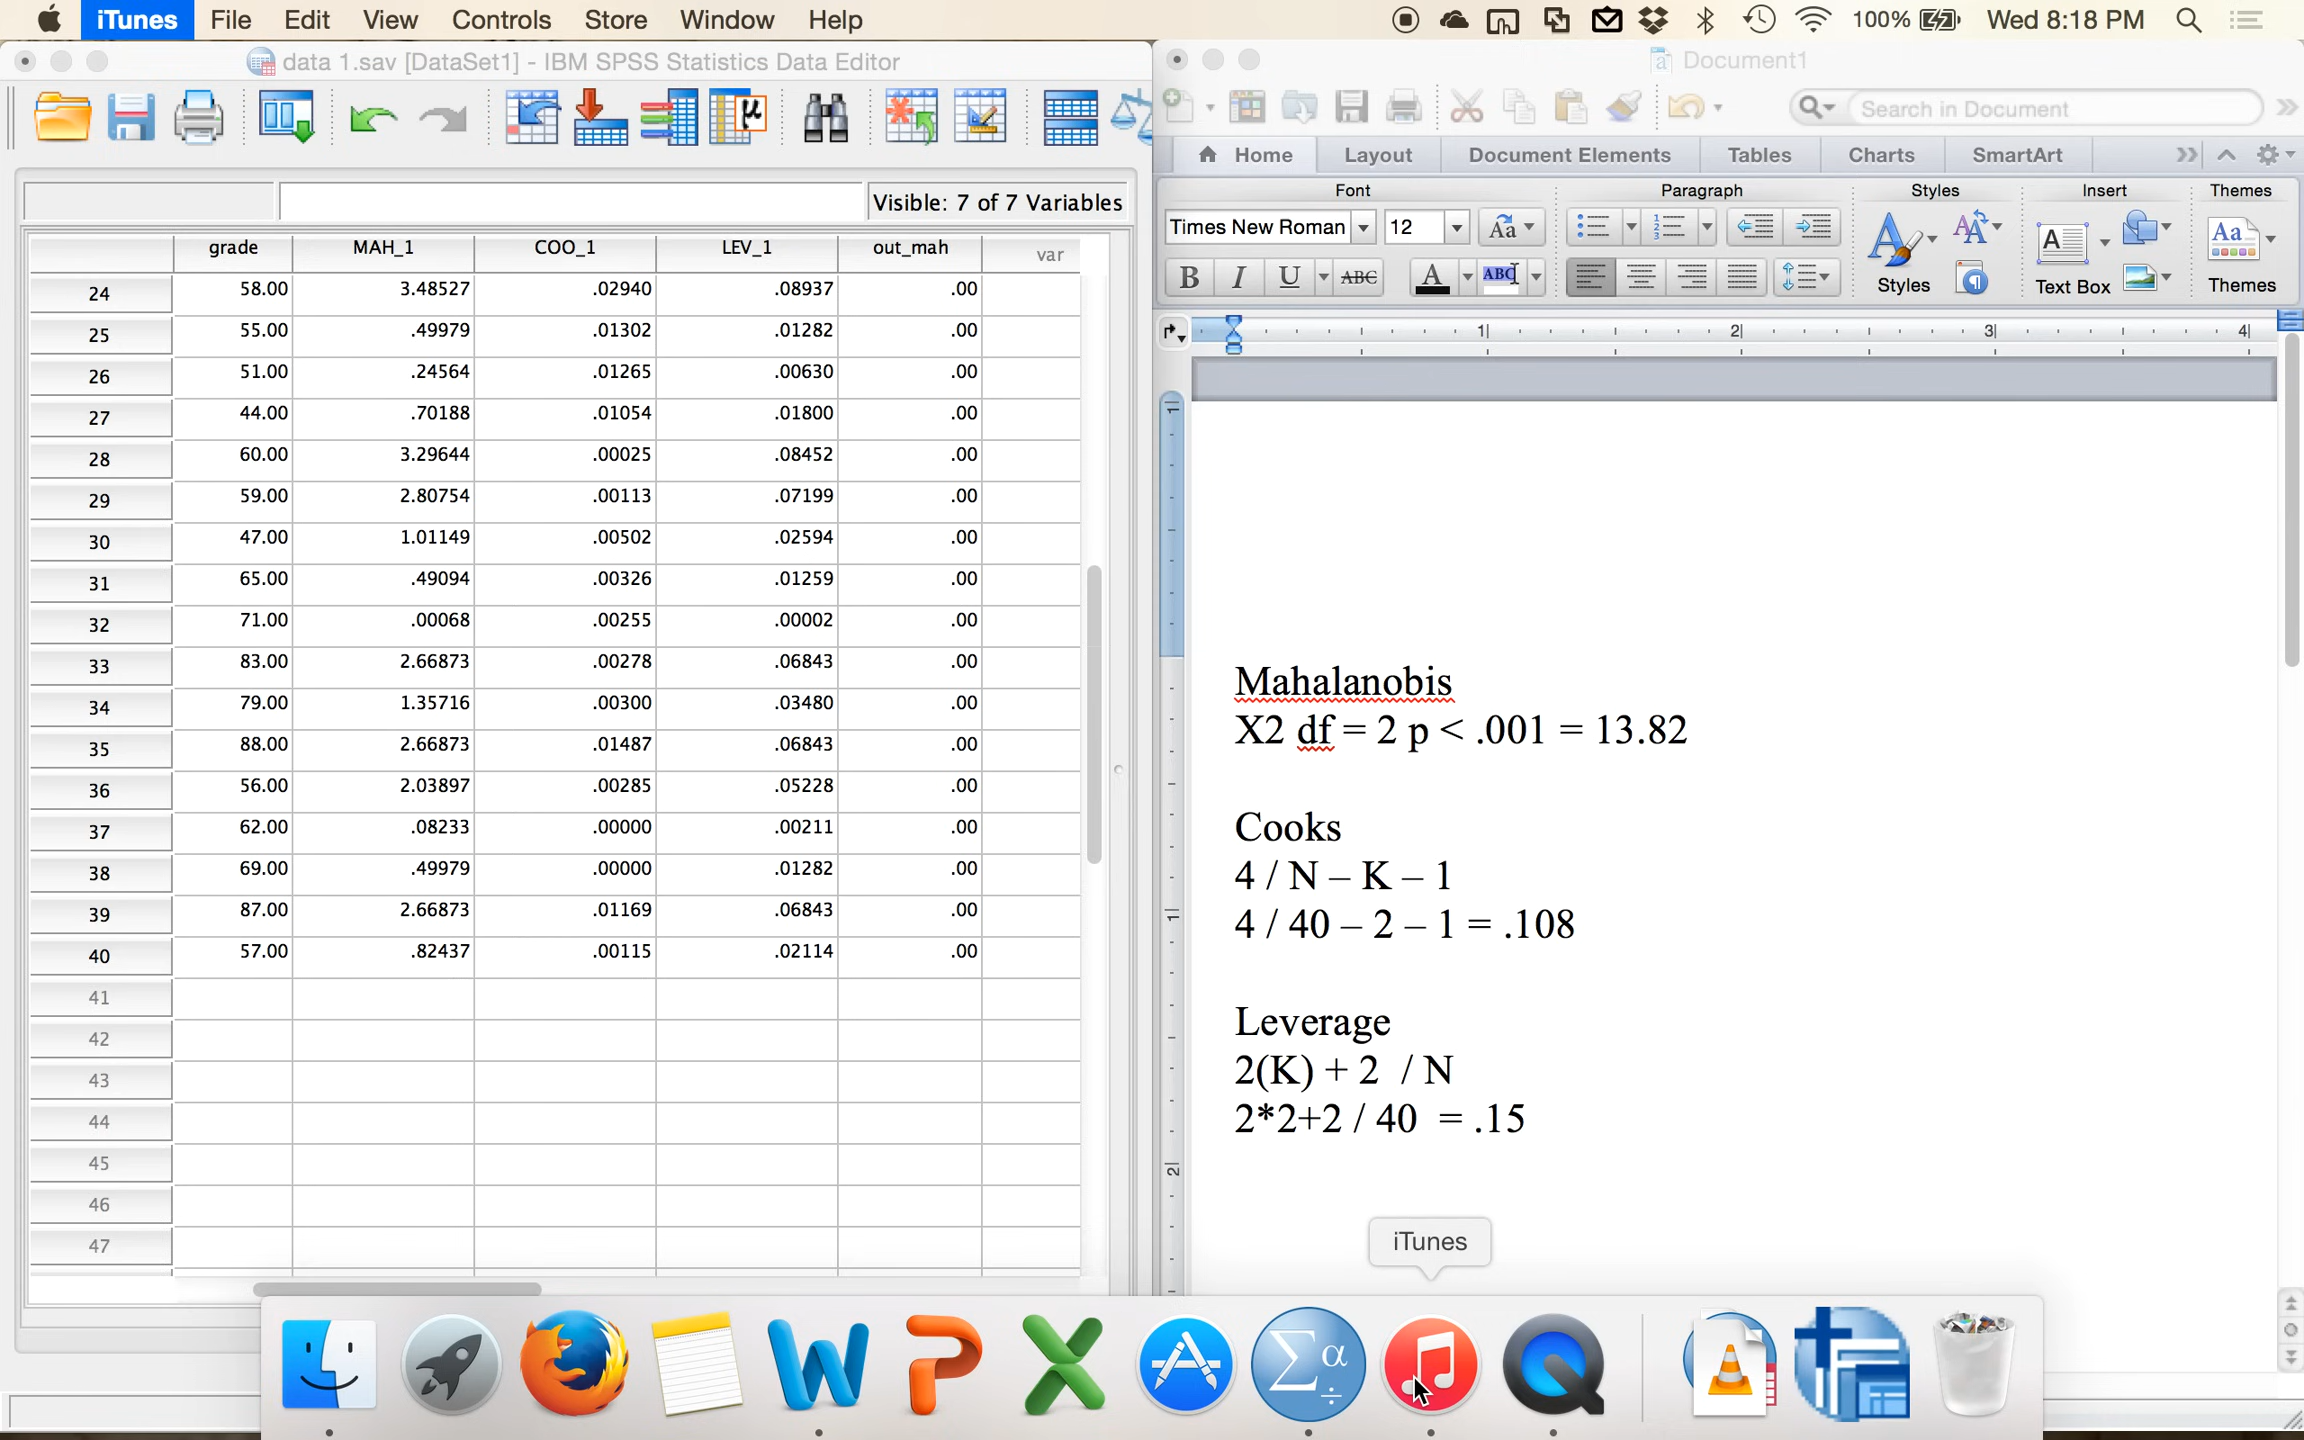 iTunes File Edit View Controls Store Window Help 100% Wed 8:18 PM
data 1.sav [DataSet1] - IBM SPSS Statistics Data Editor
Visible: 7 of 7 Variables
grade MAH_1 COO_1 LEV_1 out_mah var
24 58.00 3.48527 .02940 .08937 .00
25 55.00 .49979 .01302 .01282 .00
26 51.00 .24564 .01265 .00630 .00
27 44.00 .70188 .01054 .01800 .00
28 60.00 3.29644 .00025 .08452 .00
29 59.00 2.80754 .00113 .07199 .00
30 47.00 1.01149 .00502 .02594 .00
31 65.00 .49094 .00326 .01259 .00
32 71.00 .00068 .00255 .00002 .00
33 83.00 2.66873 .00278 .06843 .00
34 79.00 1.35716 .00300 .03480 .00
35 88.00 2.66873 .01487 .06843 .00
36 56.00 2.03897 .00285 .05228 .00
37 62.00 .08233 .00000 .00211 .00
38 69.00 .49979 .00000 .01282 .00
39 87.00 2.66873 .01169 .06843 .00
40 57.00 .82437 .00115 .02114 .00
41
42
43
44
45
46
47
Document1
Search in Document
Home Layout Document Elements Tables Charts SmartArt
Font Paragraph Styles Insert Themes
Times New Roman 12 Aa
B I U ABC A ABC
Styles Text Box Themes
1 2 3 4
Mahalanobis
X2 df = 2 p < .001 = 13.82
Cooks
4 / N – K – 1
4 / 40 – 2 – 1 = .108
Leverage
2(K) + 2 / N
2*2+2 / 40 = .15
iTunes